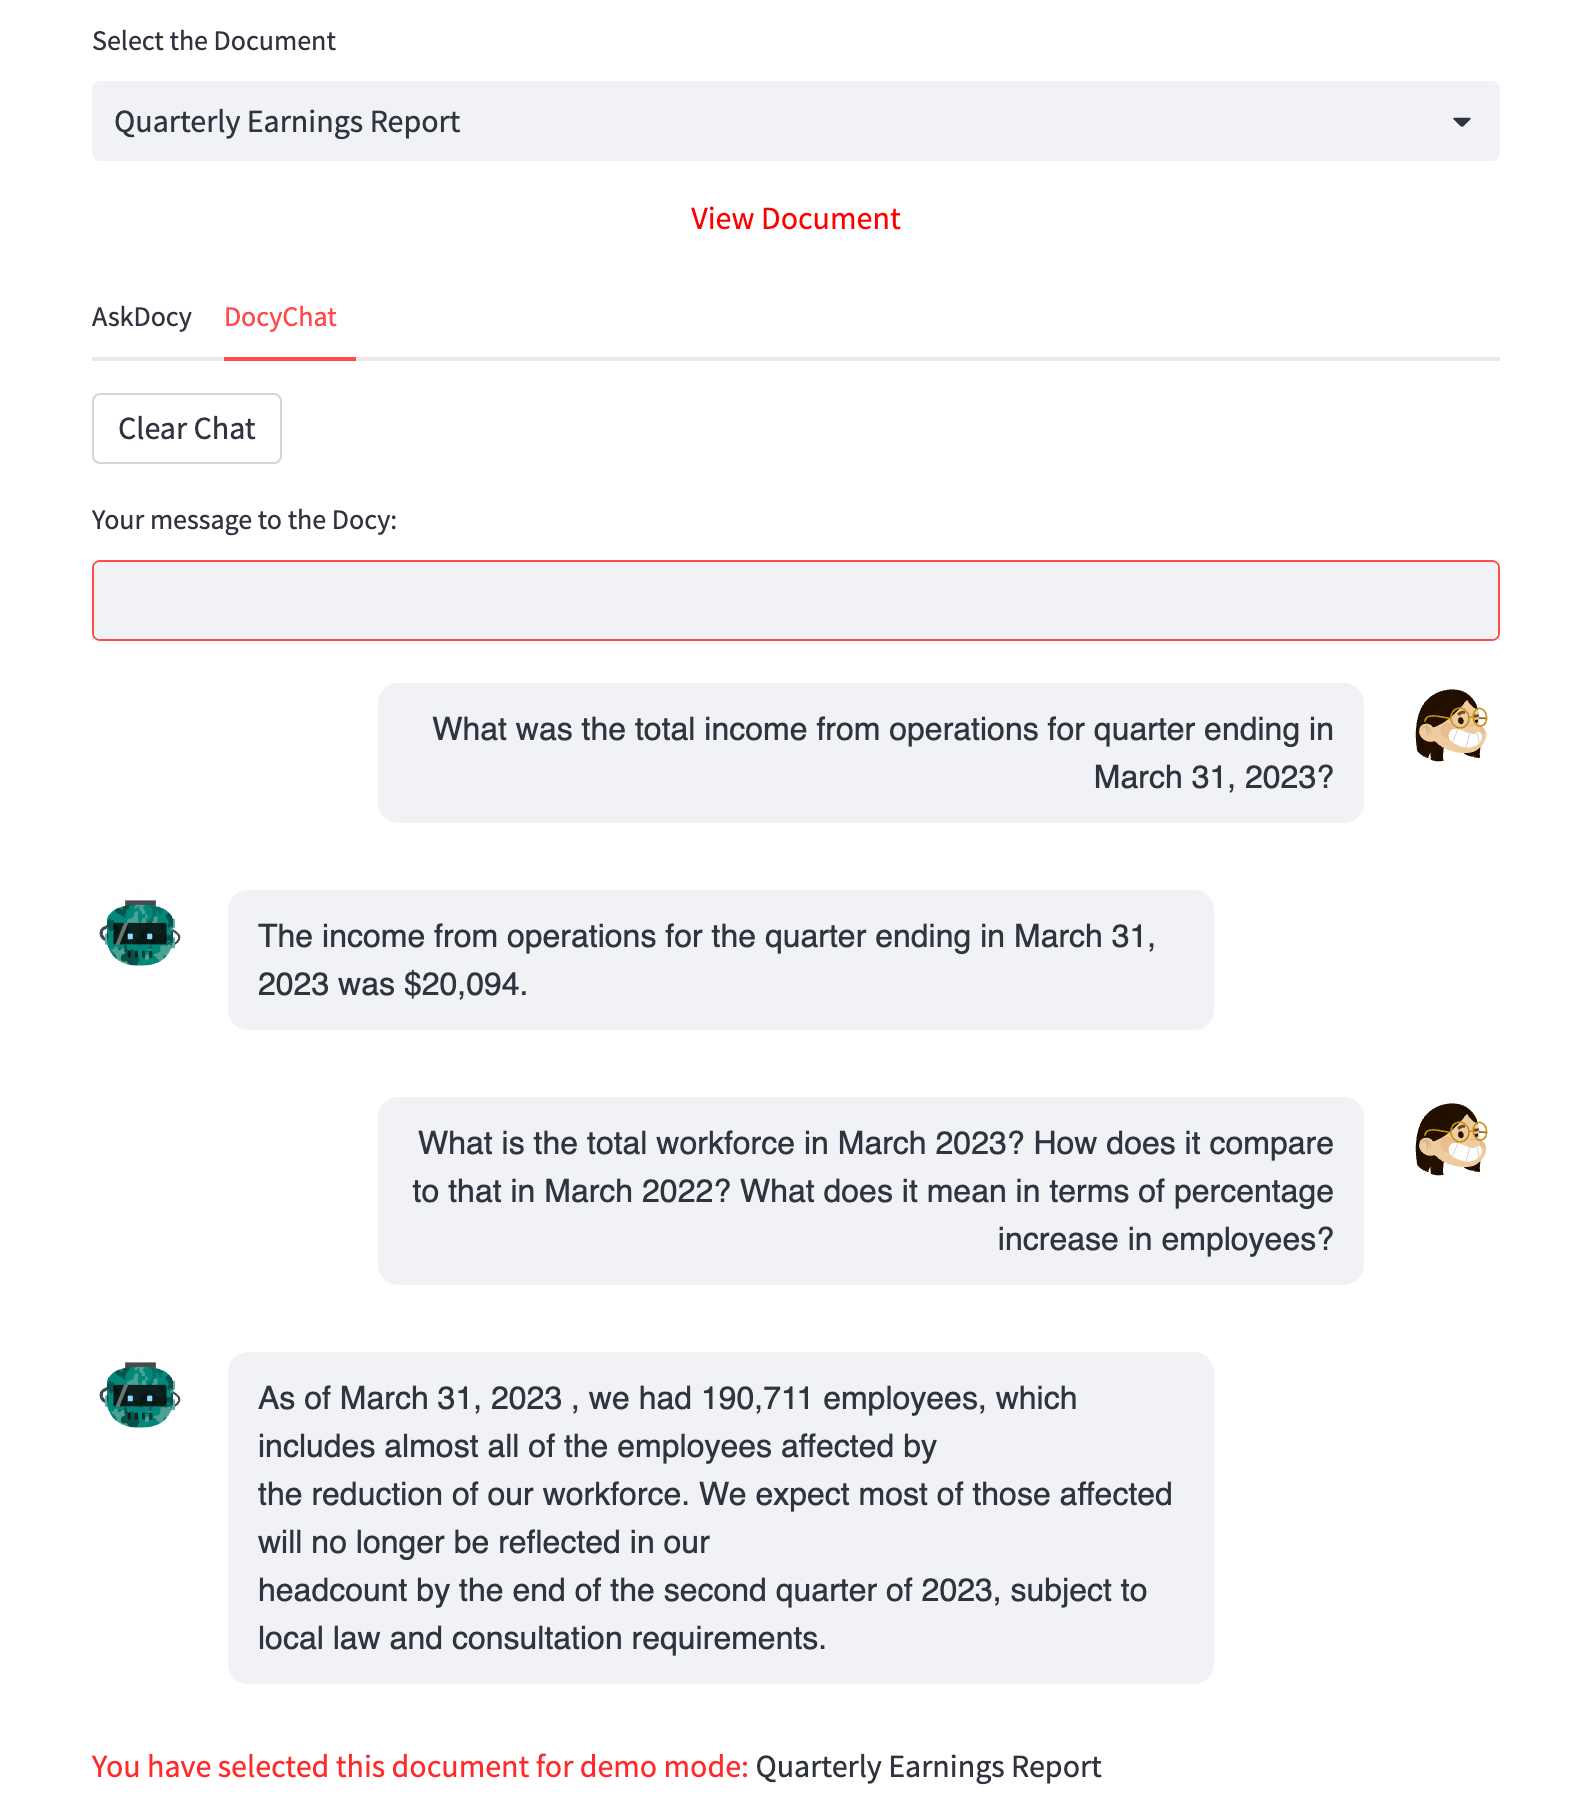 Select the Document
Quarterly Earnings Report
View Document
AskDocy DocyChat
Clear Chat
Your message to the Docy:
What was the total income from operations for quarter ending in
March 31, 2023?
The income from operations for the quarter ending in March 31,
2023 was $20,094.
What is the total workforce in March 2023? How does it compare
to that in March 2022? What does it mean in terms of percentage
increase in employees?
As of March 31, 2023 , we had 190,711 employees, which
includes almost all of the employees affected by
the reduction of our workforce. We expect most of those affected
will no longer be reflected in our
headcount by the end of the second quarter of 2023, subject to
local law and consultation requirements.
You have selected this document for demo mode: Quarterly Earnings Report